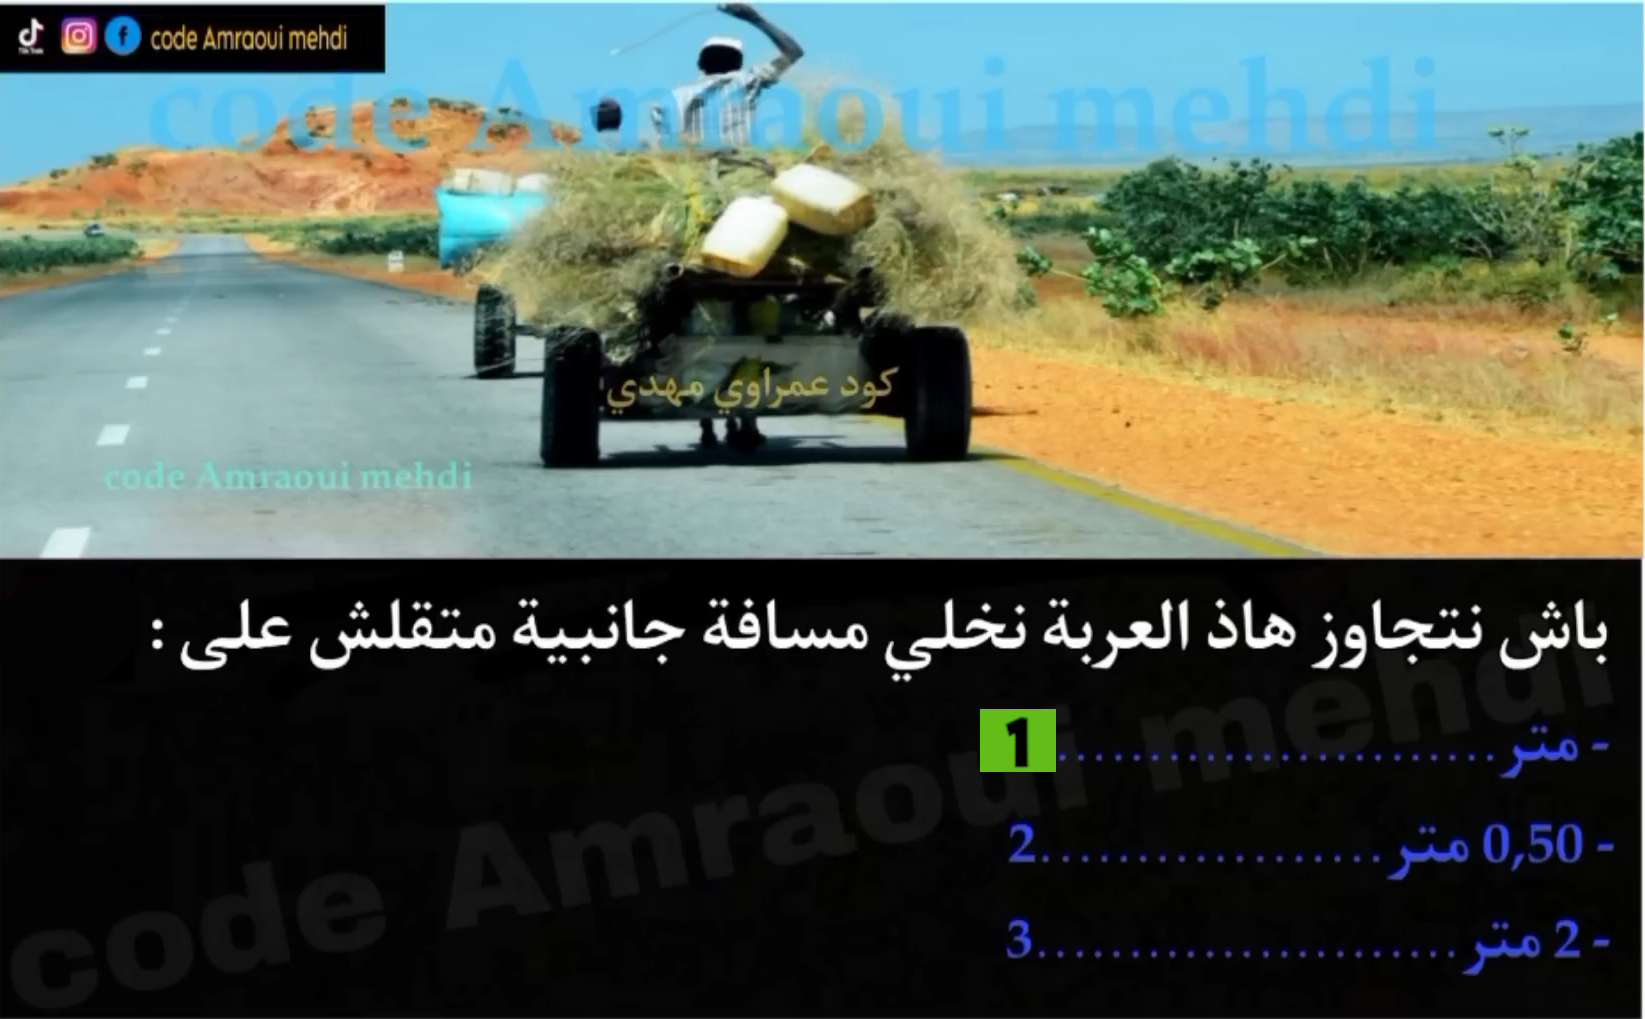 code Amraoui mehdi
code Amraoui mehdi
كود عمراوي مهدي
code Amraoui mehdi
باش نتجاوز هاذ العربة نخلي مسافة جانبية متقلش على :
- متر......................1
- 0,50 متر..................2
- 2 متر......................3
code Amraoui mehdi